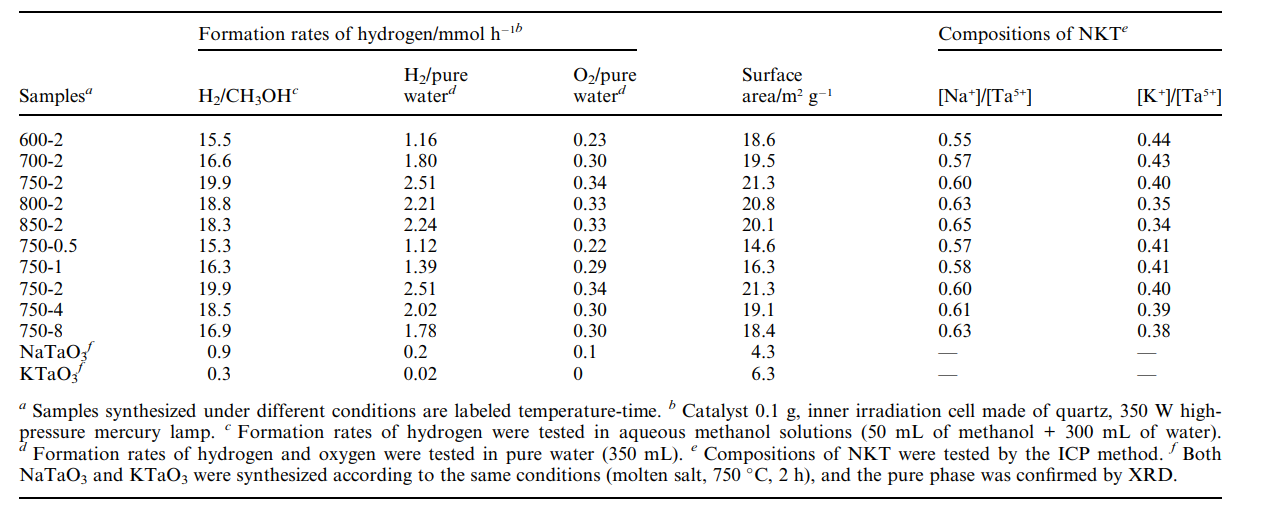 Formation rates of hydrogen/mmol h⁻¹ᵇ Compositions of NKTᵉ
Samplesᵃ H₂/CH₃OHᶜ H₂/pure waterᵈ O₂/pure waterᵈ Surface area/m² g⁻¹ [Na⁺]/[Ta⁵⁺] [K⁺]/[Ta⁵⁺]
600-2 15.5 1.16 0.23 18.6 0.55 0.44
700-2 16.6 1.80 0.30 19.5 0.57 0.43
750-2 19.9 2.51 0.34 21.3 0.60 0.40
800-2 18.8 2.21 0.33 20.8 0.63 0.35
850-2 18.3 2.24 0.33 20.1 0.65 0.34
750-0.5 15.3 1.12 0.22 14.6 0.57 0.41
750-1 16.3 1.39 0.29 16.3 0.58 0.41
750-2 19.9 2.51 0.34 21.3 0.60 0.40
750-4 18.5 2.02 0.30 19.1 0.61 0.39
750-8 16.9 1.78 0.30 18.4 0.63 0.38
NaTaO₃ᶠ 0.9 0.2 0.1 4.3 — —
KTaO₃ᶠ 0.3 0.02 0 6.3 — —
ᵃ Samples synthesized under different conditions are labeled temperature-time. ᵇ Catalyst 0.1 g, inner irradiation cell made of quartz, 350 W high-
pressure mercury lamp. ᶜ Formation rates of hydrogen were tested in aqueous methanol solutions (50 mL of methanol + 300 mL of water).
ᵈ Formation rates of hydrogen and oxygen were tested in pure water (350 mL). ᵉ Compositions of NKT were tested by the ICP method. ᶠ Both
NaTaO₃ and KTaO₃ were synthesized according to the same conditions (molten salt, 750 °C, 2 h), and the pure phase was confirmed by XRD.